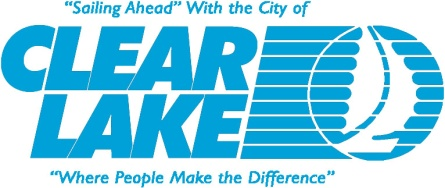 “Sailing Ahead” With the City of
CLEAR
LAKE
“Where People Make the Difference”